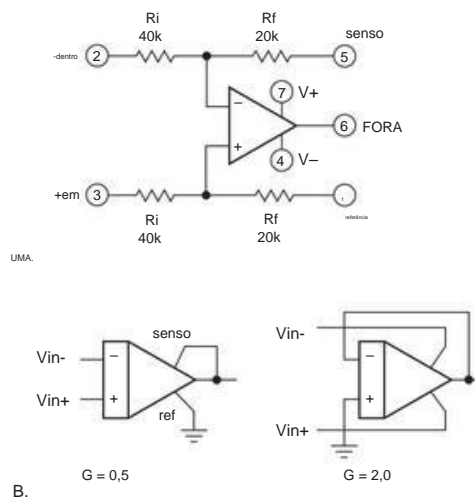 Ri Rf
40k 20k senso
-dentro 2 5
7 V+
−
6 FORA
+
4 V−
+em 3 ,
referência
Ri Rf
40k 20k
UMA.
senso
Vin- −
Vin+ +
ref
G = 0,5
Vin- −
Vin+ +
G = 2,0
B.